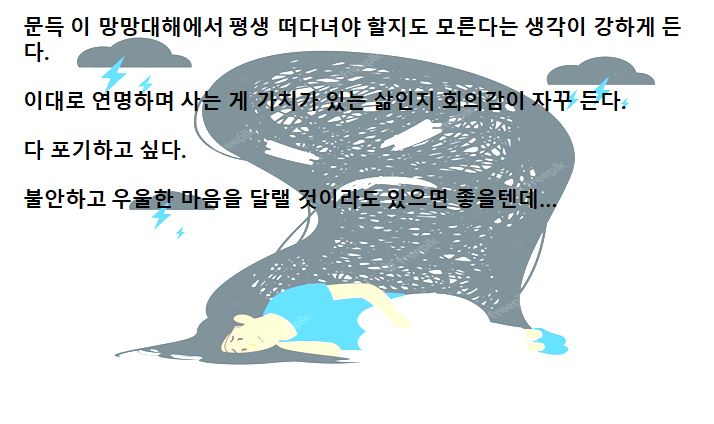 문득 이 망망대해에서 평생 떠다녀야 할지도 모른다는 생각이 강하게 든
다.
이대로 연명하며 사는 게 가치가 있는 삶인지 회의감이 자꾸 든다.
다 포기하고 싶다.
불안하고 우울한 마음을 달랠 것이라도 있으면 좋을텐데...